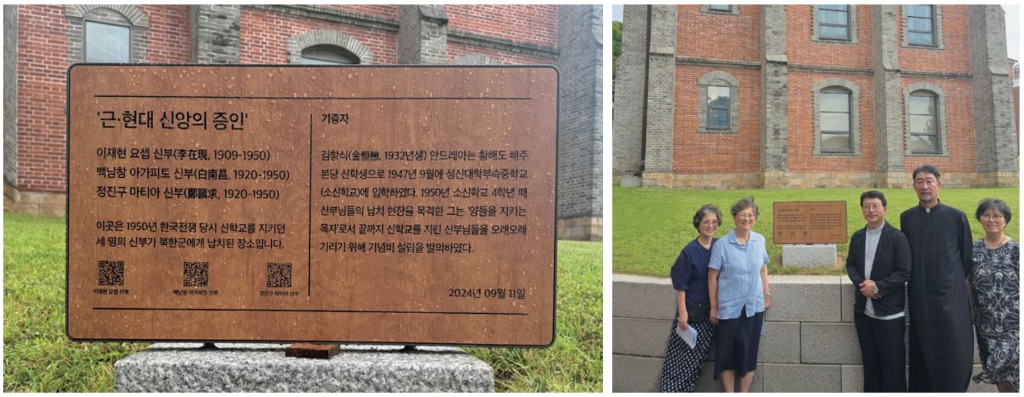 '근·현대 신앙의 증인'
이재현 요셉 신부(李在現, 1909-1950)
백남창 아가피토 신부(白南昌, 1920-1950)
정진구 마티아 신부(鄭鎭求, 1920-1950)
이곳은 1950년 한국전쟁 당시 신학교를 지키던
세 명의 신부가 북한군에게 납치된 장소입니다.
이재현 요셉 신부
백남창 아가피토 신부
정진구 마티아 신부
기증자
김항식(金恒, 1932년생) 안드레아는 황해도 해주
본당 신학생으로 1947년 9월에 성신대학부속중학교
(소신학교)에 입학하였다. 1950년 소신학교 4학년 때
신부님들의 납치 현장을 목격한 그는 '양들을 지키는
목자'로서 끝까지 신학교를 지킨 신부님들을 오래오래
기리기 위해 기념비 설립을 발의하였다.
2024년 09월 11일